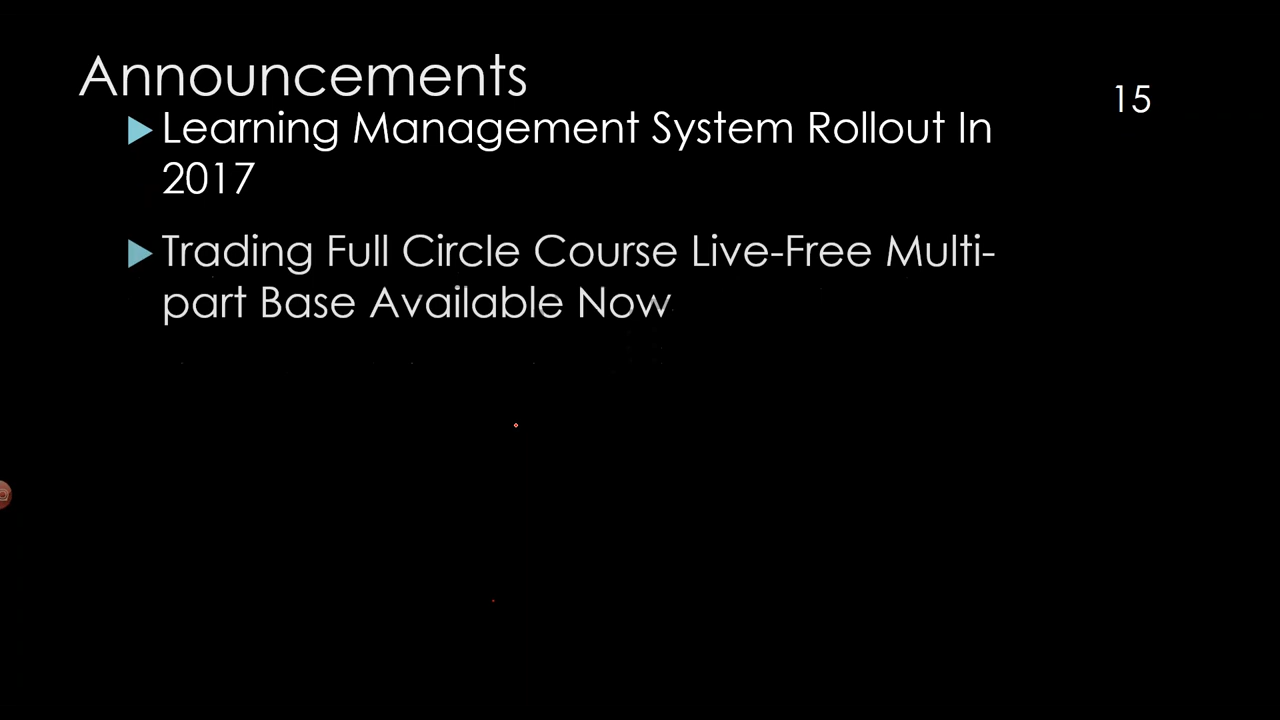 Announcements
15
Learning Management System Rollout In
2017
Trading Full Circle Course Live-Free Multi-
part Base Available Now